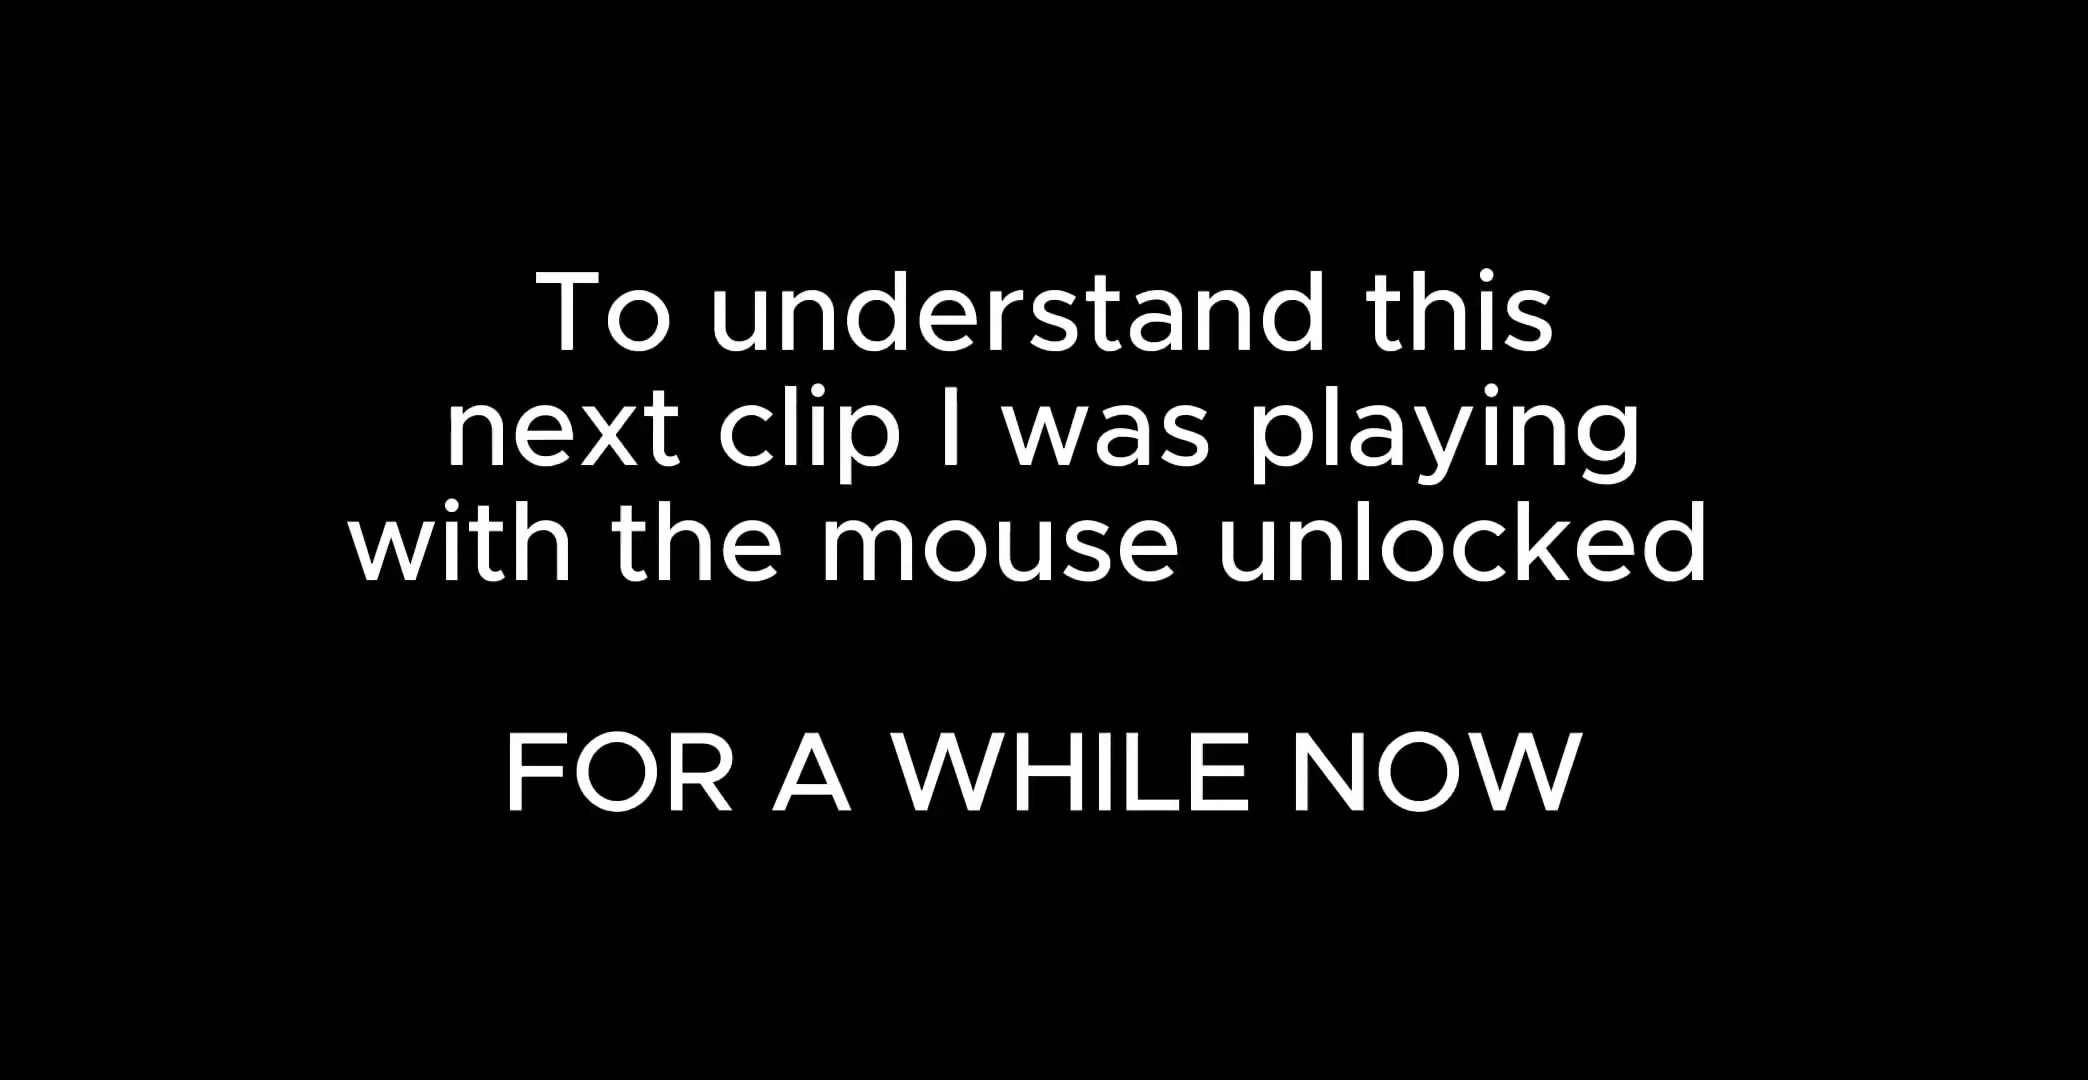 To understand this
next clip I was playing
with the mouse unlocked
FOR A WHILE NOW